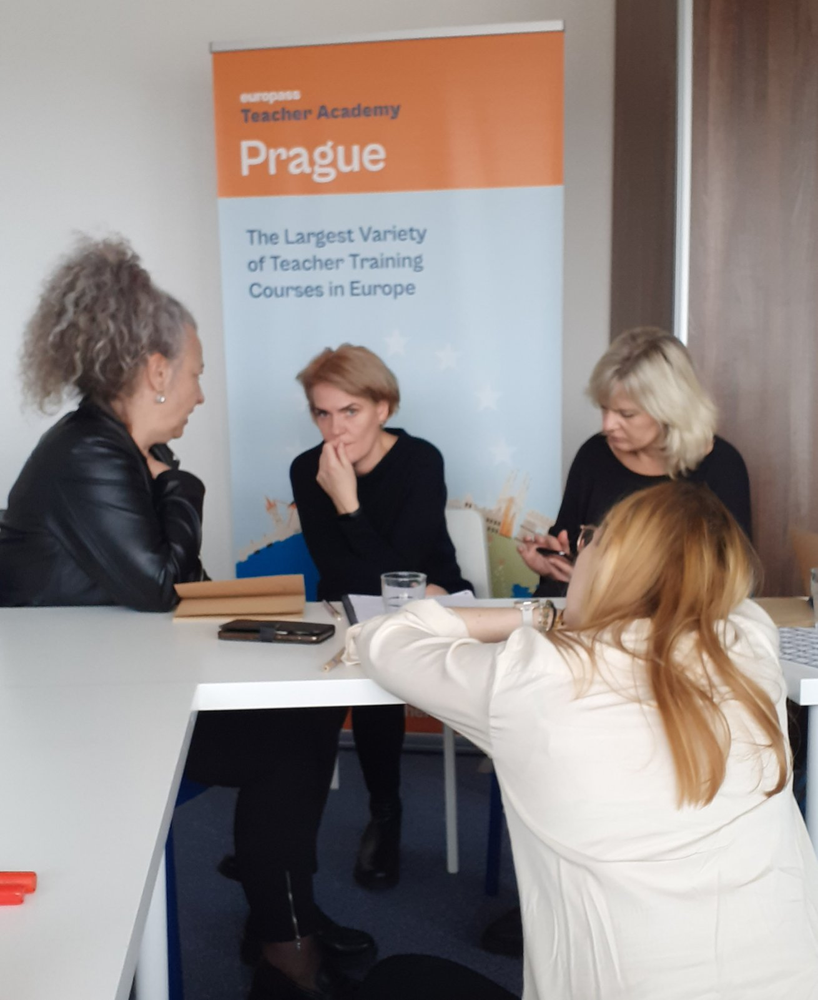 europass
Teacher Academy
Prague
The Largest Variety
of Teacher Training
Courses in Europe